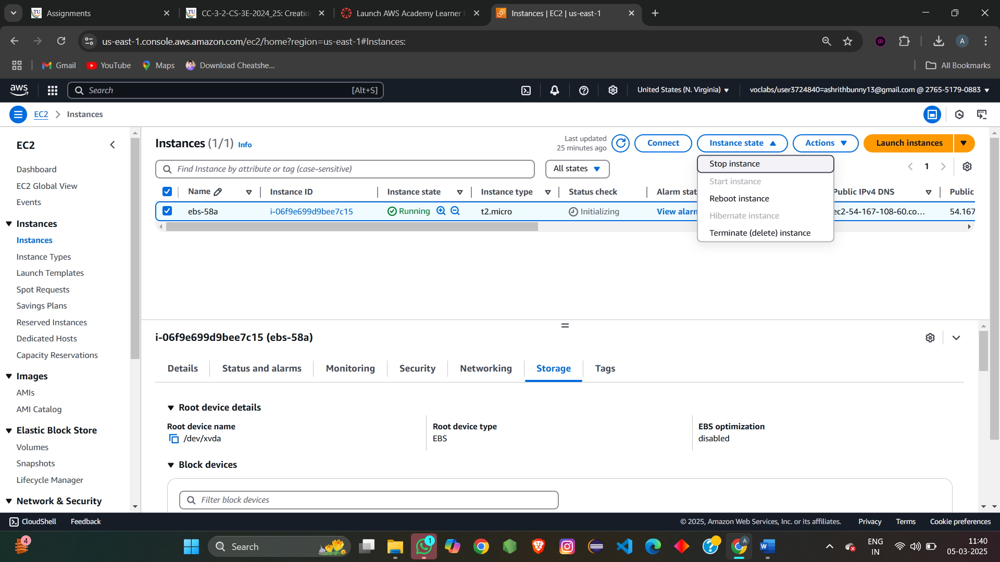 Assignments
CC-3-2-CS-3E-2024_25: Creatio
Launch AWS Academy Learner
Instances | EC2 | us-east-1
us-east-1.console.aws.amazon.com/ec2/home?region=us-east-1#Instances:
BR
A
Gmail
YouTube
Maps
Download Cheatshe...
All Bookmarks
aws
Search
[Alt+S]
United States (N. Virginia)
voclabs/user3724840=ashrithbunny13@gmail.com @ 2765-5179-0883
EC2
Instances
EC2
Dashboard
EC2 Global View
Events
Instances
Instances
Instance Types
Launch Templates
Spot Requests
Savings Plans
Reserved Instances
Dedicated Hosts
Capacity Reservations
Images
AMIs
AMI Catalog
Elastic Block Store
Volumes
Snapshots
Lifecycle Manager
Network & Security
Instances (1/1) Info
Last updated
25 minutes ago
Connect
Instance state
Actions
Launch instances
Find Instance by attribute or tag (case-sensitive)
All states
1
Stop instance
Start instance
Reboot instance
Hibernate instance
Terminate (delete) instance
Name
Instance ID
Instance state
Instance type
Status check
Alarm stat
Public IPv4 DNS
Public
ebs-58a
i-06f9e699d9bee7c15
Running
t2.micro
Initializing
View alarn
ec2-54-167-108-60.co...
54.167
i-06f9e699d9bee7c15 (ebs-58a)
Details
Status and alarms
Monitoring
Security
Networking
Storage
Tags
Root device details
Root device name
/dev/xvda
Root device type
EBS
EBS optimization
disabled
Block devices
Filter block devices
CloudShell
Feedback
© 2025, Amazon Web Services, Inc. or its affiliates.
Privacy
Terms
Cookie preferences
4
Search
1
A
ENG
IN
11:40
05-03-2025